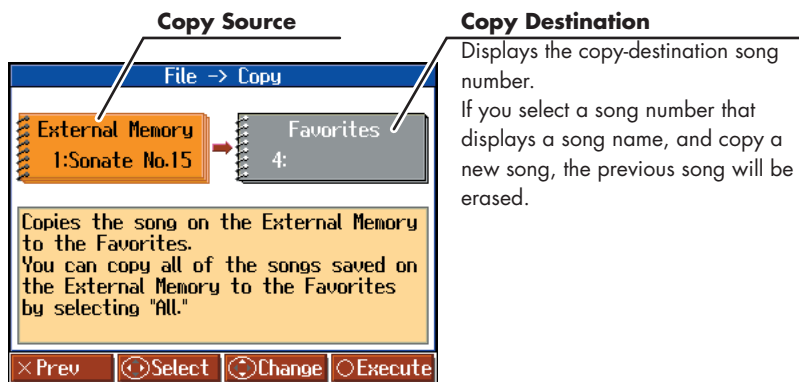 Copy Source
Copy Destination
Displays the copy-destination song
number.
If you select a song number that
displays a song name, and copy a
new song, the previous song will be
erased.
File -> Copy
External Memory
1:Sonate No.15
Favorites
4:
Copies the song on the External Memory
to the Favorites.
You can copy all of the songs saved on
the External Memory to the Favorites
by selecting "All."
×Prev Select Change ○Execute